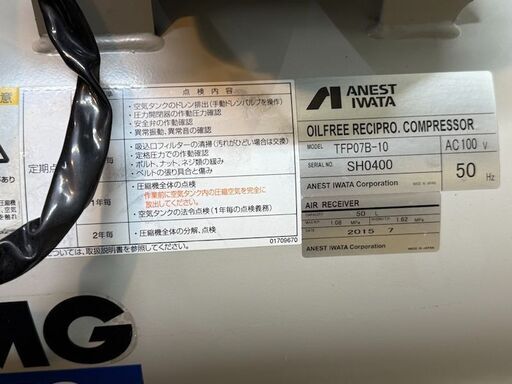 点 検 内 容
・空気タンクのドレン排出（手動ドレンバルブを操作）
・圧力開閉器の作動圧力確認
・安全弁の作動確認
・異常振動、異常音の確認
定期点
1年毎
2年毎
・吸込口フィルターの清掃（汚れがひどい場合は交換）
・定格圧力での作動確認
・ボルト、ナット、ネジ類の緩み
・ベルトの張り具合と傷み
・圧縮機全体の点検
・作業前に空気タンク内の圧縮空気を完全に
放出してください。
・空気タンクの法令点検（1年毎の点検義務）
・圧縮機全体の分解、点検
については、取扱説明書を参照してください。
01709670
ANEST
IWATA
OILFREE RECIPRO. COMPRESSOR
MODEL TFP07B-10
AC 100 V
SERIAL NO. SH0400
50 Hz
ANEST IWATA Corporation
AIR RECEIVER
CAPACITY 50 L
1.08 MPa
1.62 MPa
DATE 2015 7
ANEST IWATA Corporation
MADE IN JAPAN
MG